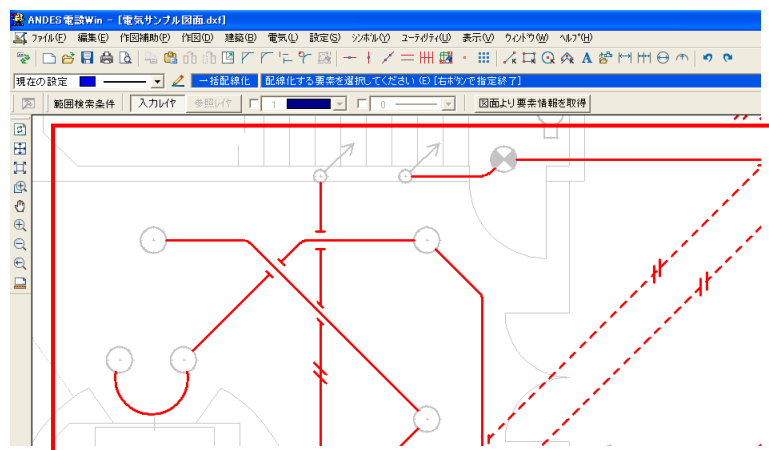 ANDES電設Win - [電気サンプル図面.dxf]
ファイル(F) 編集(E) 作図補助(P) 作図(D) 建築(B) 電気(L) 設定(S) シンボル(Y) ユーティリティ(U) 表示(V) ウィンドウ(W) ヘルプ(H)
現在の設定 一括配線化 配線化する要素を選択してください (E) [右ボタンで指定終了]
範囲検索条件 入力レイヤ 参照レイヤ 1 0 図面より要素情報を取得